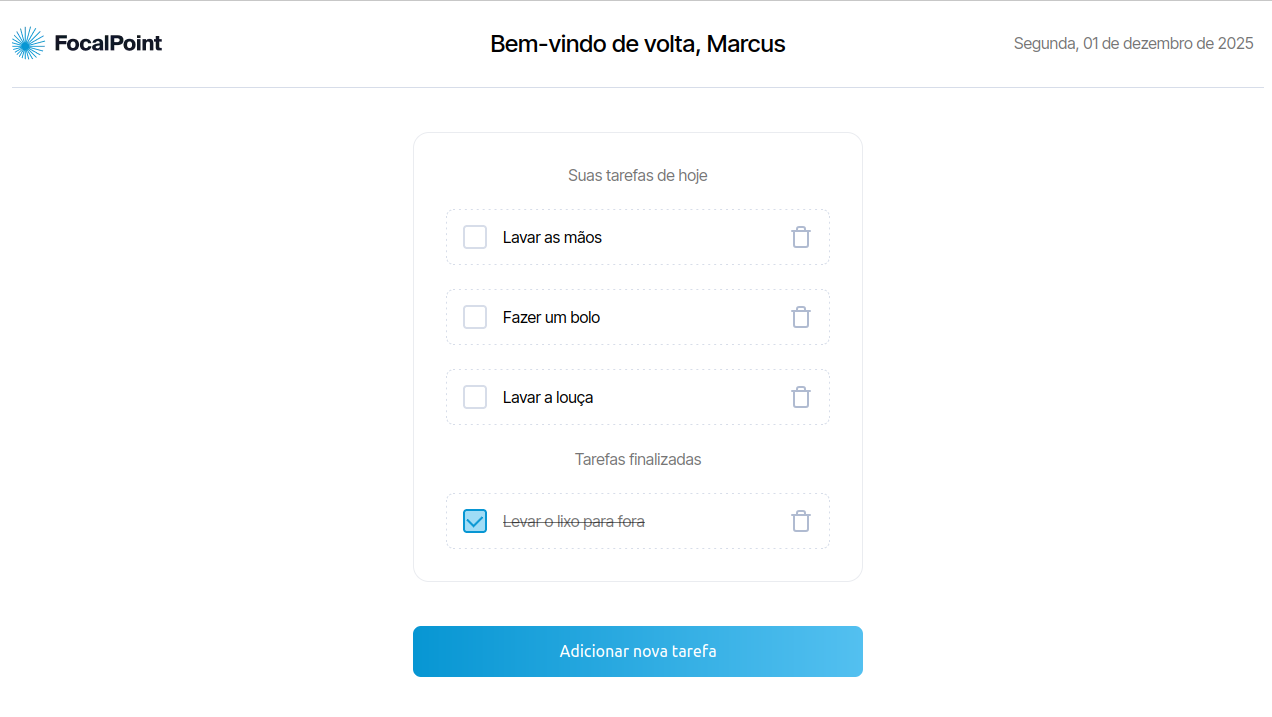 FocalPoint
Bem-vindo de volta, Marcus
Segunda, 01 de dezembro de 2025
Suas tarefas de hoje
Lavar as mãos
Fazer um bolo
Lavar a louça
Tarefas finalizadas
Levar o lixo para fora
Adicionar nova tarefa